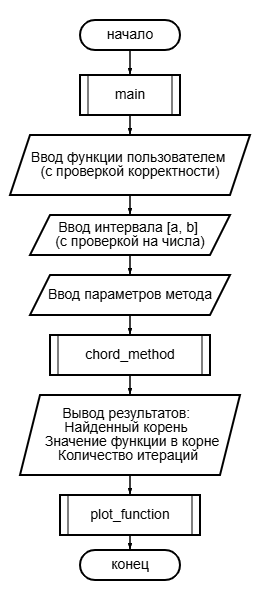 начало
main
Ввод функции пользователем
(с проверкой корректности)
Ввод интервала [a, b]
(с проверкой на числа)
Ввод параметров метода
chord_method
Вывод результатов:
Найденный корень
Значение функции в корне
Количество итераций
plot_function
конец